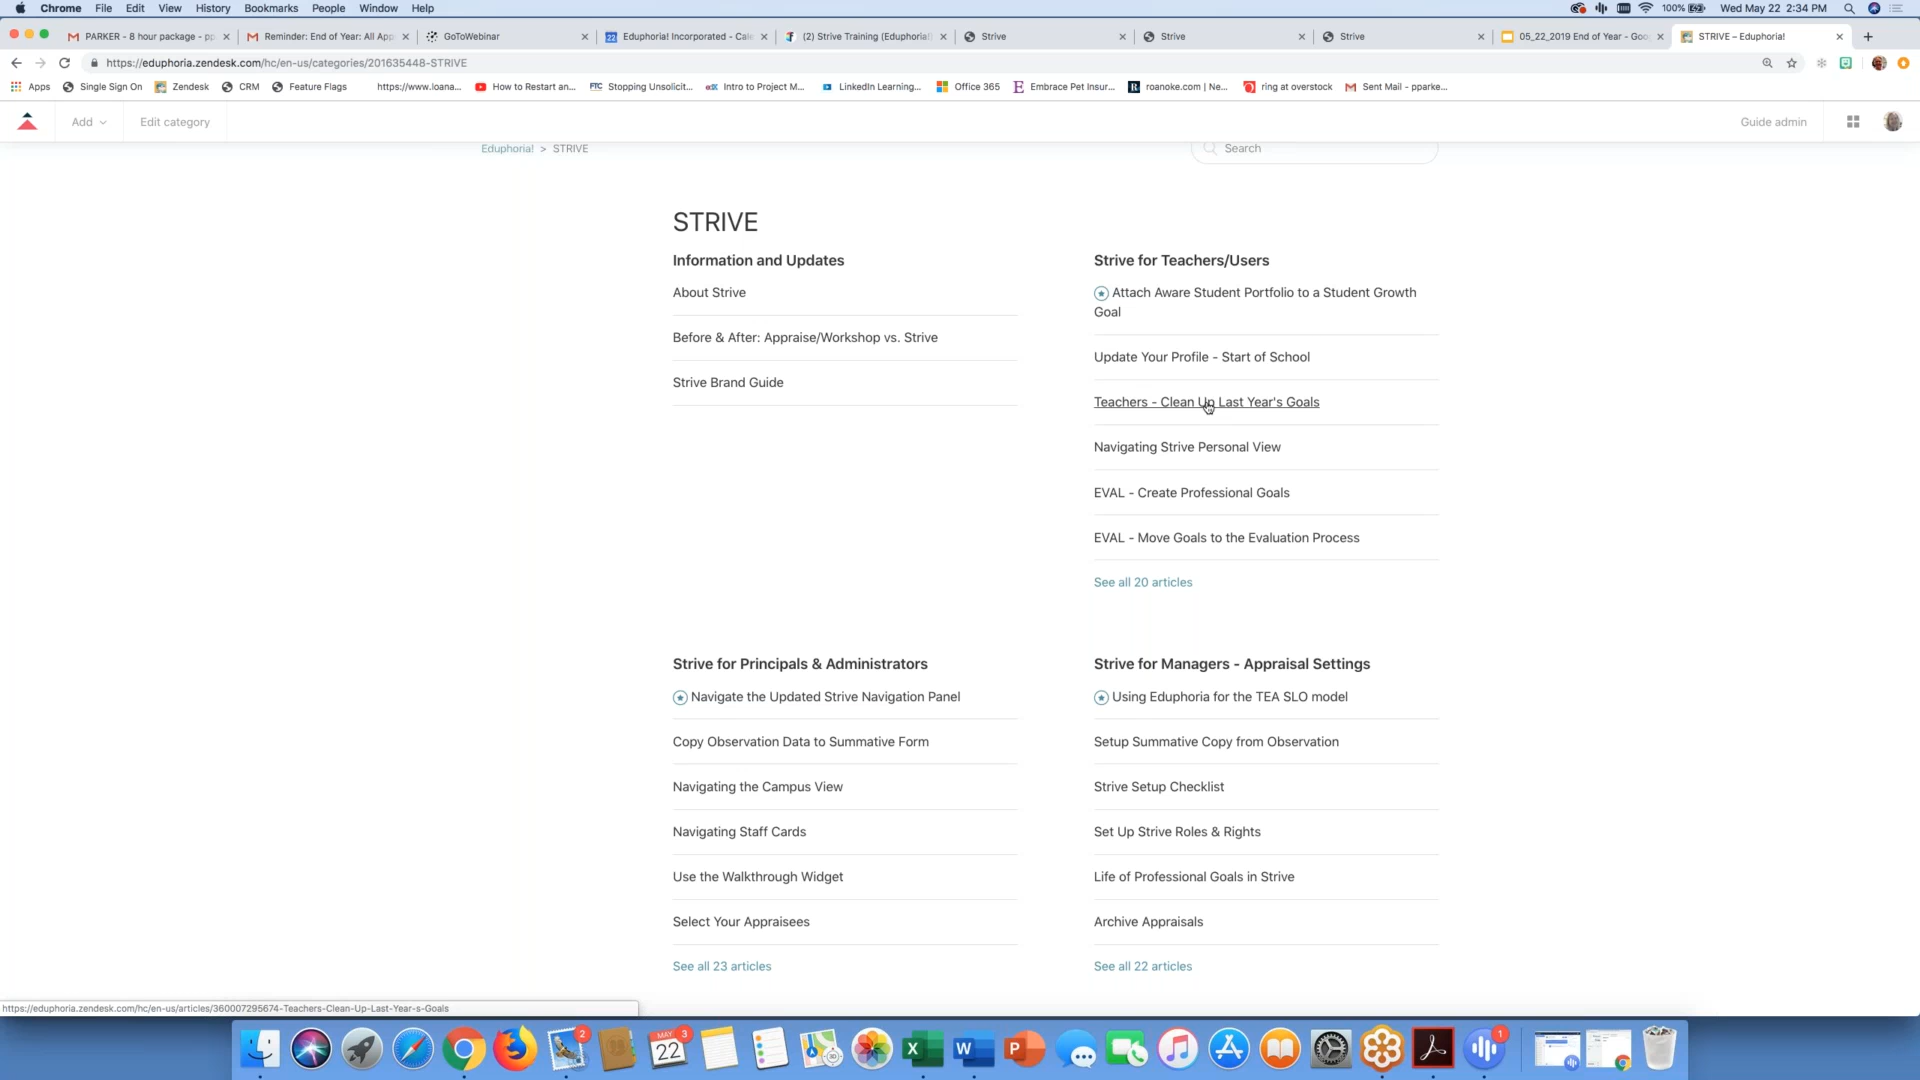 Chrome File Edit View History Bookmarks People Window Help 100% Wed May 22 2:34 PM
PARKER - 8 hour package - pp Reminder: End of Year: All App GoToWebinar 22 Eduphoria! Incorporated - Cale (2) Strive Training (Eduphoria! Strive Strive Strive 05_22_2019 End of Year - Goo STRIVE – Eduphoria!
https://eduphoria.zendesk.com/hc/en-us/categories/201635448-STRIVE
Apps Single Sign On Zendesk CRM Feature Flags https://www.loana... How to Restart an... FTC Stopping Unsolicit... Intro to Project M... LinkedIn Learning... Office 365 Embrace Pet Insur... roanoke.com | Ne... ring at overstock Sent Mail - pparke...
Add Edit category Guide admin
Eduphoria! > STRIVE Search
STRIVE
Information and Updates
About Strive
Before & After: Appraise/Workshop vs. Strive
Strive Brand Guide
Strive for Teachers/Users
Attach Aware Student Portfolio to a Student Growth
Goal
Update Your Profile - Start of School
Teachers - Clean Up Last Year's Goals
Navigating Strive Personal View
EVAL - Create Professional Goals
EVAL - Move Goals to the Evaluation Process
See all 20 articles
Strive for Principals & Administrators
Navigate the Updated Strive Navigation Panel
Copy Observation Data to Summative Form
Navigating the Campus View
Navigating Staff Cards
Use the Walkthrough Widget
Select Your Appraisees
See all 23 articles
Strive for Managers - Appraisal Settings
Using Eduphoria for the TEA SLO model
Setup Summative Copy from Observation
Strive Setup Checklist
Set Up Strive Roles & Rights
Life of Professional Goals in Strive
Archive Appraisals
See all 22 articles
https://eduphoria.zendesk.com/hc/en-us/articles/360007295674-Teachers-Clean-Up-Last-Year-s-Goals
2 MAY 22 3 X W P 1